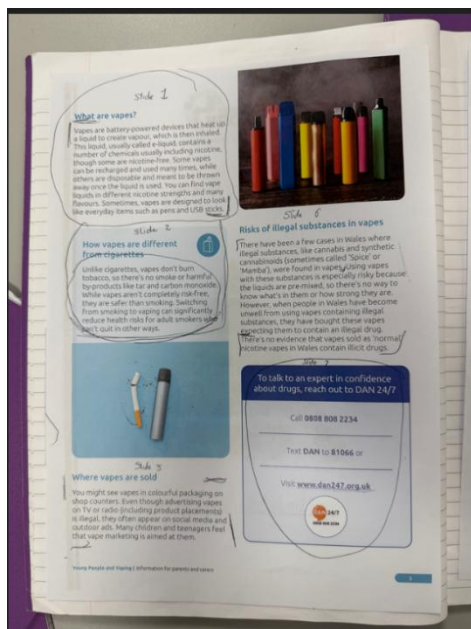 Slide 1
What are vapes?
Vapes are battery-powered devices that heat up
a liquid to create vapour, which is then inhaled.
This liquid, usually called e-liquid, contains a
number of chemicals usually including nicotine,
though some are nicotine-free. Some vapes
can be recharged and used many times, while
others are disposable and meant to be thrown
away once the liquid is used. You can find vape
liquids in different nicotine strengths and many
flavours. Sometimes, vapes are designed to look
like everyday items such as pens and USB sticks.
Slide 2
How vapes are different
from cigarettes
Unlike cigarettes, vapes don't burn
tobacco, so there's no smoke or harmful
by-products like tar and carbon monoxide.
While vapes aren't completely risk-free,
they are safer than smoking. Switching
from smoking to vaping can significantly
reduce health risks for adult smokers who
can't quit in other ways.
Slide
Where vapes are sold
You might see vapes in colourful packaging on
shop counters. Even though advertising vapes
on TV or radio (including product placements)
is illegal, they often appear on social media and
outdoor ads. Many children and teenagers feel
that vape marketing is aimed at them.
Young People and Vaping | Information for parents and carers
Slide 6
Risks of illegal substances in vapes
There have been a few cases in Wales where
illegal substances, like cannabis and synthetic
cannabinoids (sometimes called 'Spice' or
'Mamba'), were found in vapes. Using vapes
with these substances is especially risky because
the liquids are pre-mixed, so there's no way to
know what's in them or how strong they are.
However, when people in Wales have become
unwell from using vapes containing illegal
substances, they have bought these vapes
expecting them to contain an illegal drug.
There's no evidence that vapes sold as 'normal'
nicotine vapes in Wales contain illicit drugs.
Slide
To talk to an expert in confidence
about drugs, reach out to DAN 24/7
Call 0808 808 2234
Text DAN to 81066 or
Visit www.dan247.org.uk
DAN 24/7
0808 808 2234